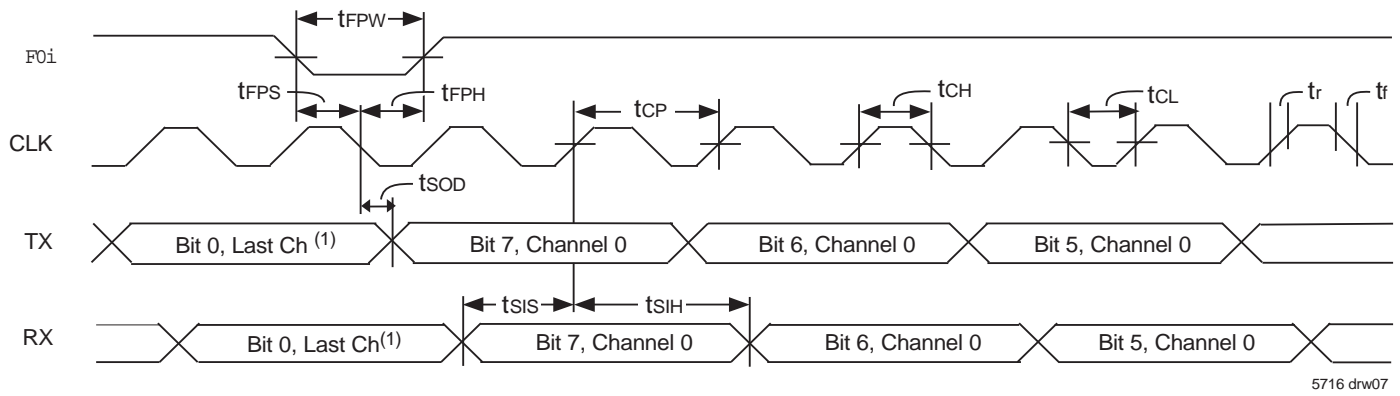 tFPW
F0i
tFPS
tFPH
tCP
tCH
tCL
tr
tf
CLK
tSOD
TX
Bit 0, Last Ch (1)
Bit 7, Channel 0
Bit 6, Channel 0
Bit 5, Channel 0
tSIS
tSIH
RX
Bit 0, Last Ch(1)
Bit 7, Channel 0
Bit 6, Channel 0
Bit 5, Channel 0
5716 drw07